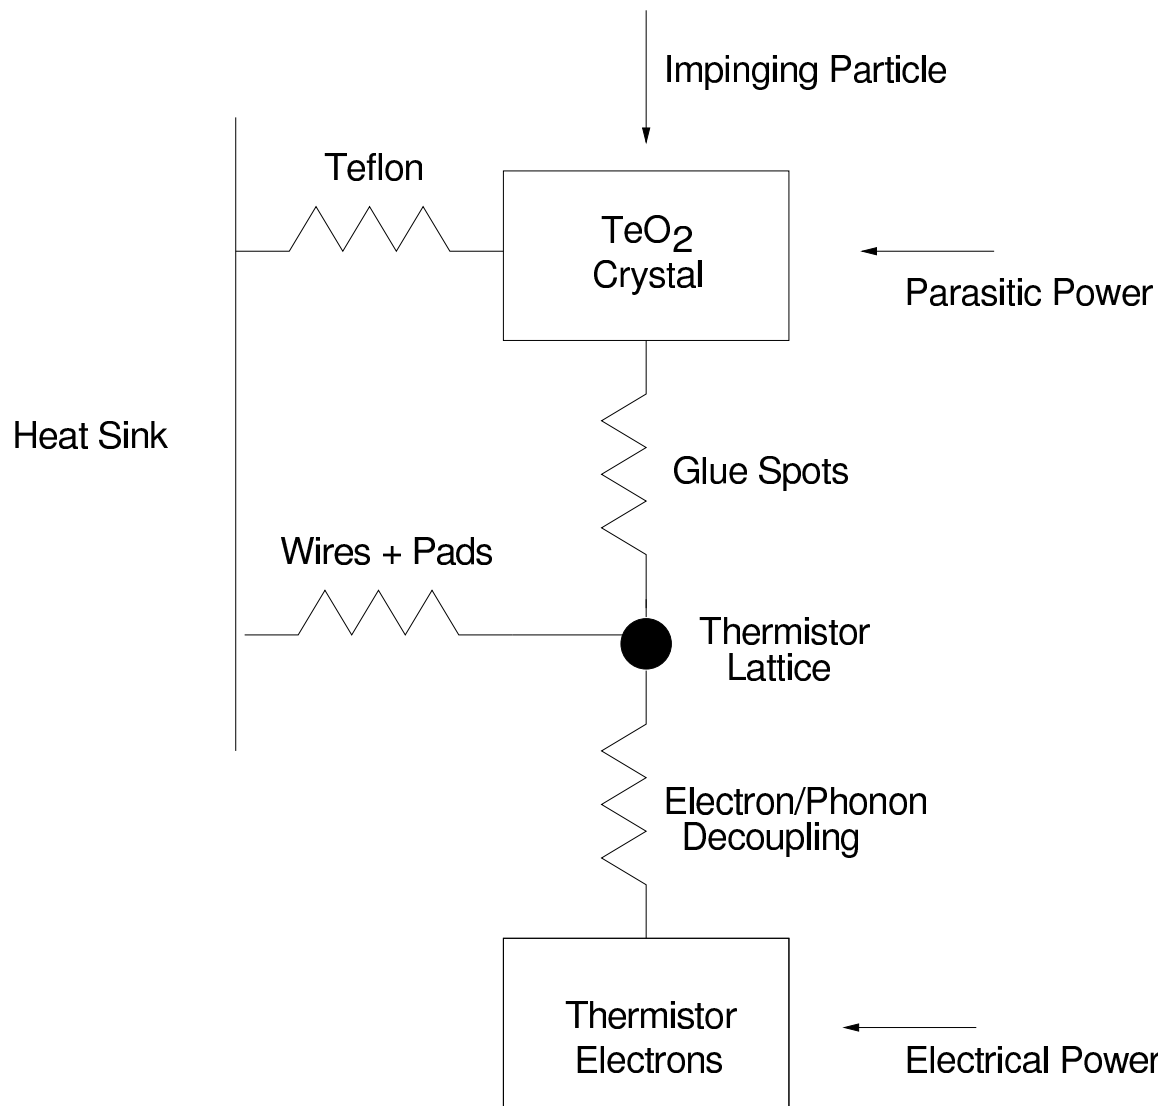 Impinging Particle
Teflon
TeO2
Crystal
Parasitic Power
Heat Sink
Glue Spots
Wires + Pads
Thermistor
Lattice
Electron/Phonon
Decoupling
Thermistor
Electrons
Electrical Power